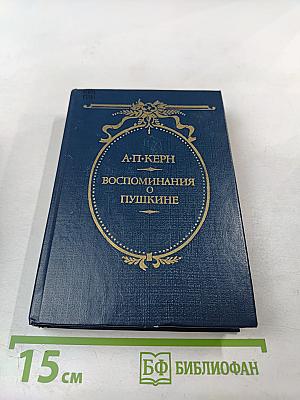 А·П·КЕРН
ВОСПОМИНАНИЯ
О
ПУШКИНЕ
15 см
БФ БИБЛИОФАН